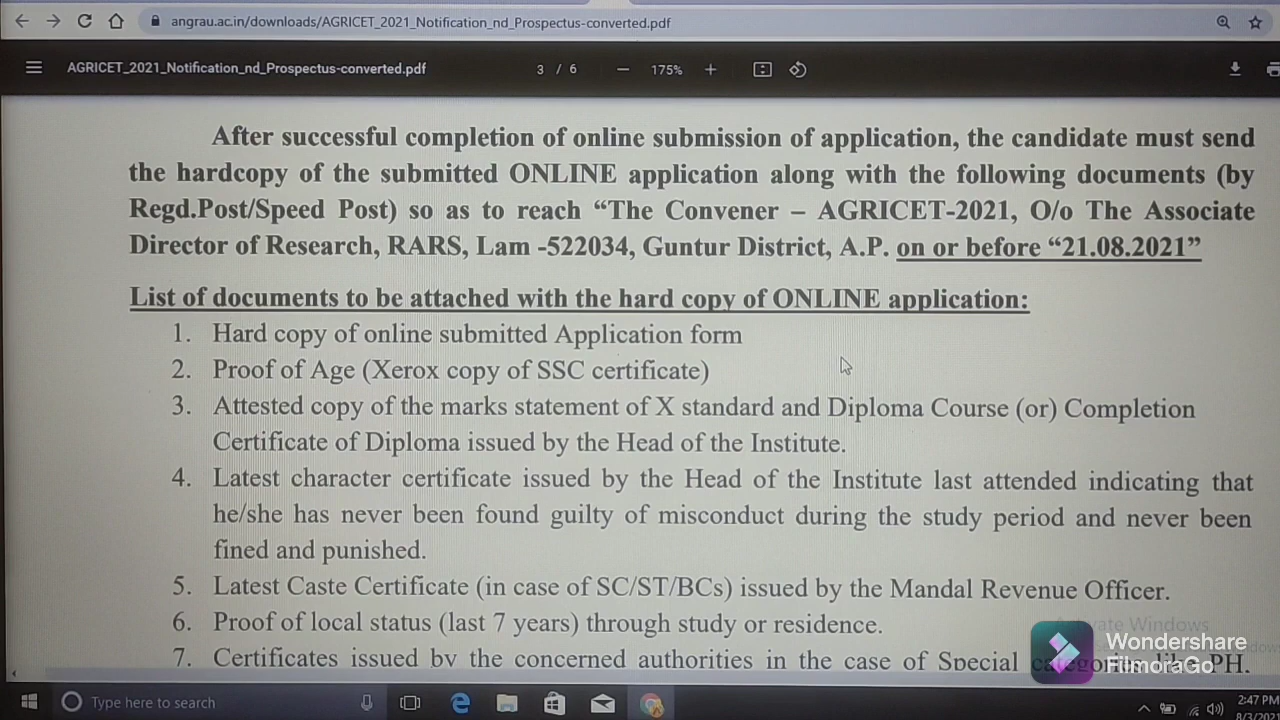 angrau.ac.in/downloads/AGRICET_2021_Notification_nd_Prospectus-converted.pdf
AGRICET_2021_Notification_nd_Prospectus-converted.pdf 3 / 6 — 175% +
After successful completion of online submission of application, the candidate must send
the hardcopy of the submitted ONLINE application along with the following documents (by
Regd.Post/Speed Post) so as to reach “The Convener – AGRICET-2021, O/o The Associate
Director of Research, RARS, Lam -522034, Guntur District, A.P. on or before “21.08.2021”
List of documents to be attached with the hard copy of ONLINE application:
1. Hard copy of online submitted Application form
2. Proof of Age (Xerox copy of SSC certificate)
3. Attested copy of the marks statement of X standard and Diploma Course (or) Completion
Certificate of Diploma issued by the Head of the Institute.
4. Latest character certificate issued by the Head of the Institute last attended indicating that
he/she has never been found guilty of misconduct during the study period and never been
fined and punished.
5. Latest Caste Certificate (in case of SC/ST/BCs) issued by the Mandal Revenue Officer.
6. Proof of local status (last 7 years) through study or residence.
Activate Windows
7. Certificates issued by the concerned authorities in the case of Special PH,
Wondershare
FilmoraGo
Type here to search
2:47 PM
8/3/2021